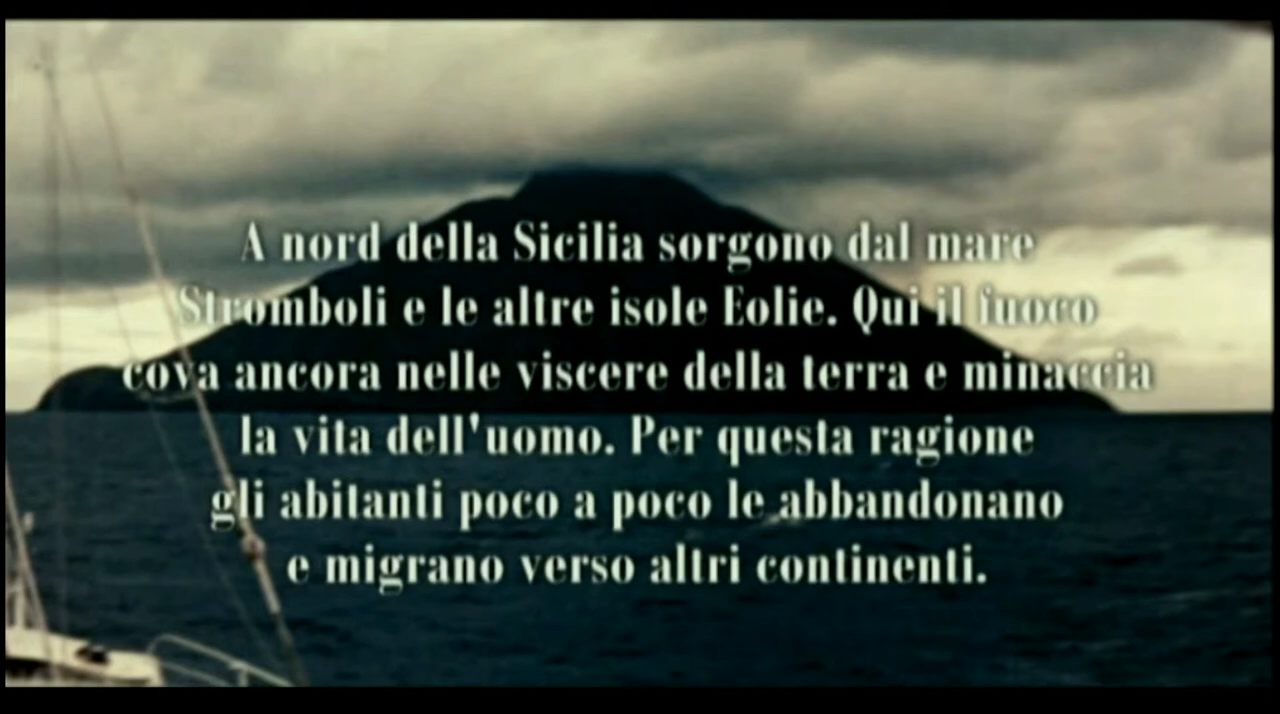 A nord della Sicilia sorgono dal mare
Stromboli e le altre isole Eolie. Qui il fuoco
cova ancora nelle viscere della terra e minaccia
la vita dell'uomo. Per questa ragione
gli abitanti poco a poco le abbandonano
e migrano verso altri continenti.